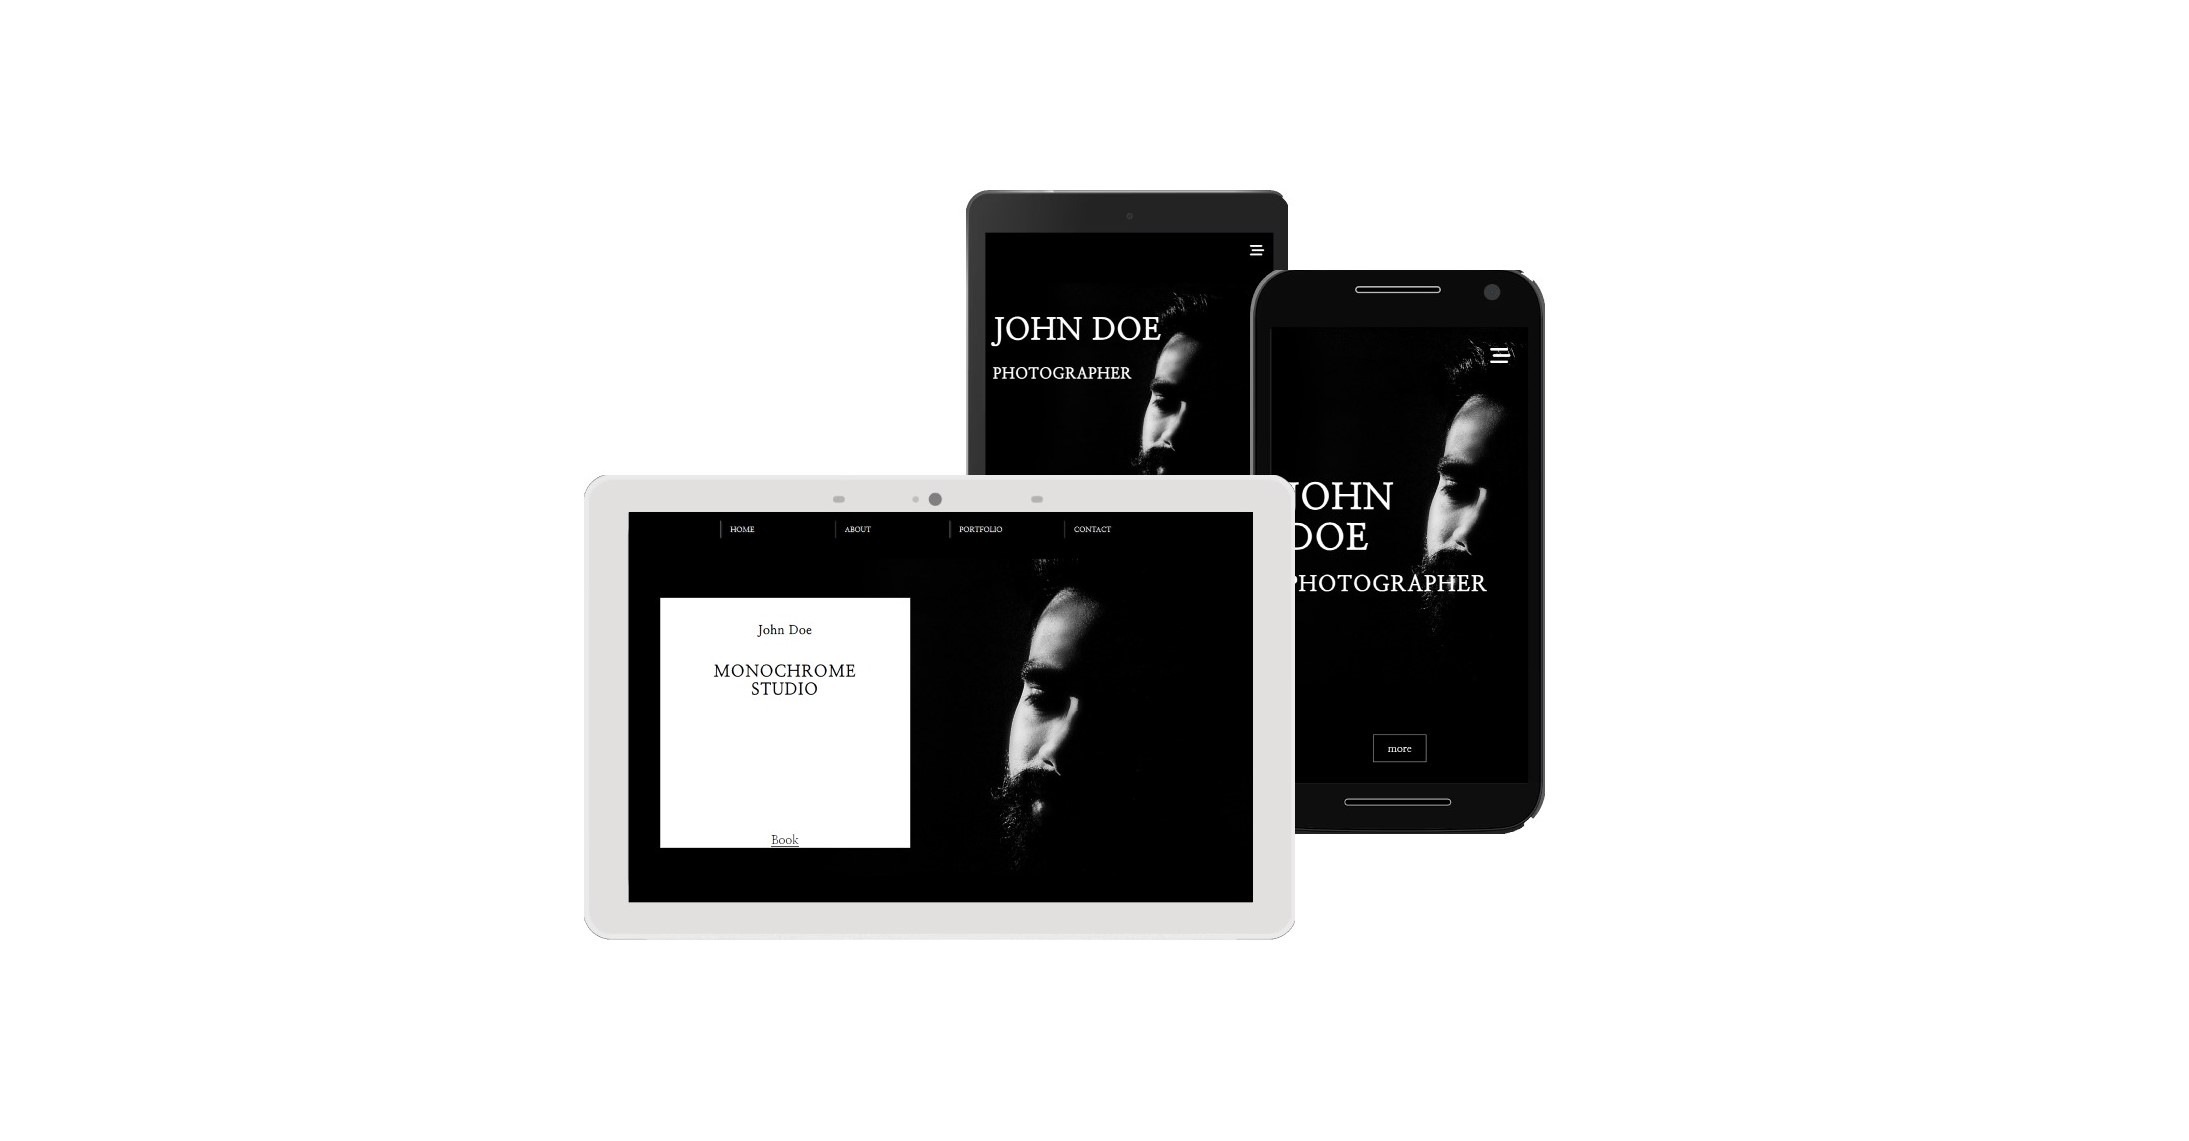 JOHN DOE
PHOTOGRAPHER
JOHN
DOE
PHOTOGRAPHER
more
HOME
ABOUT
PORTFOLIO
CONTACT
John Doe
MONOCHROME
STUDIO
Book